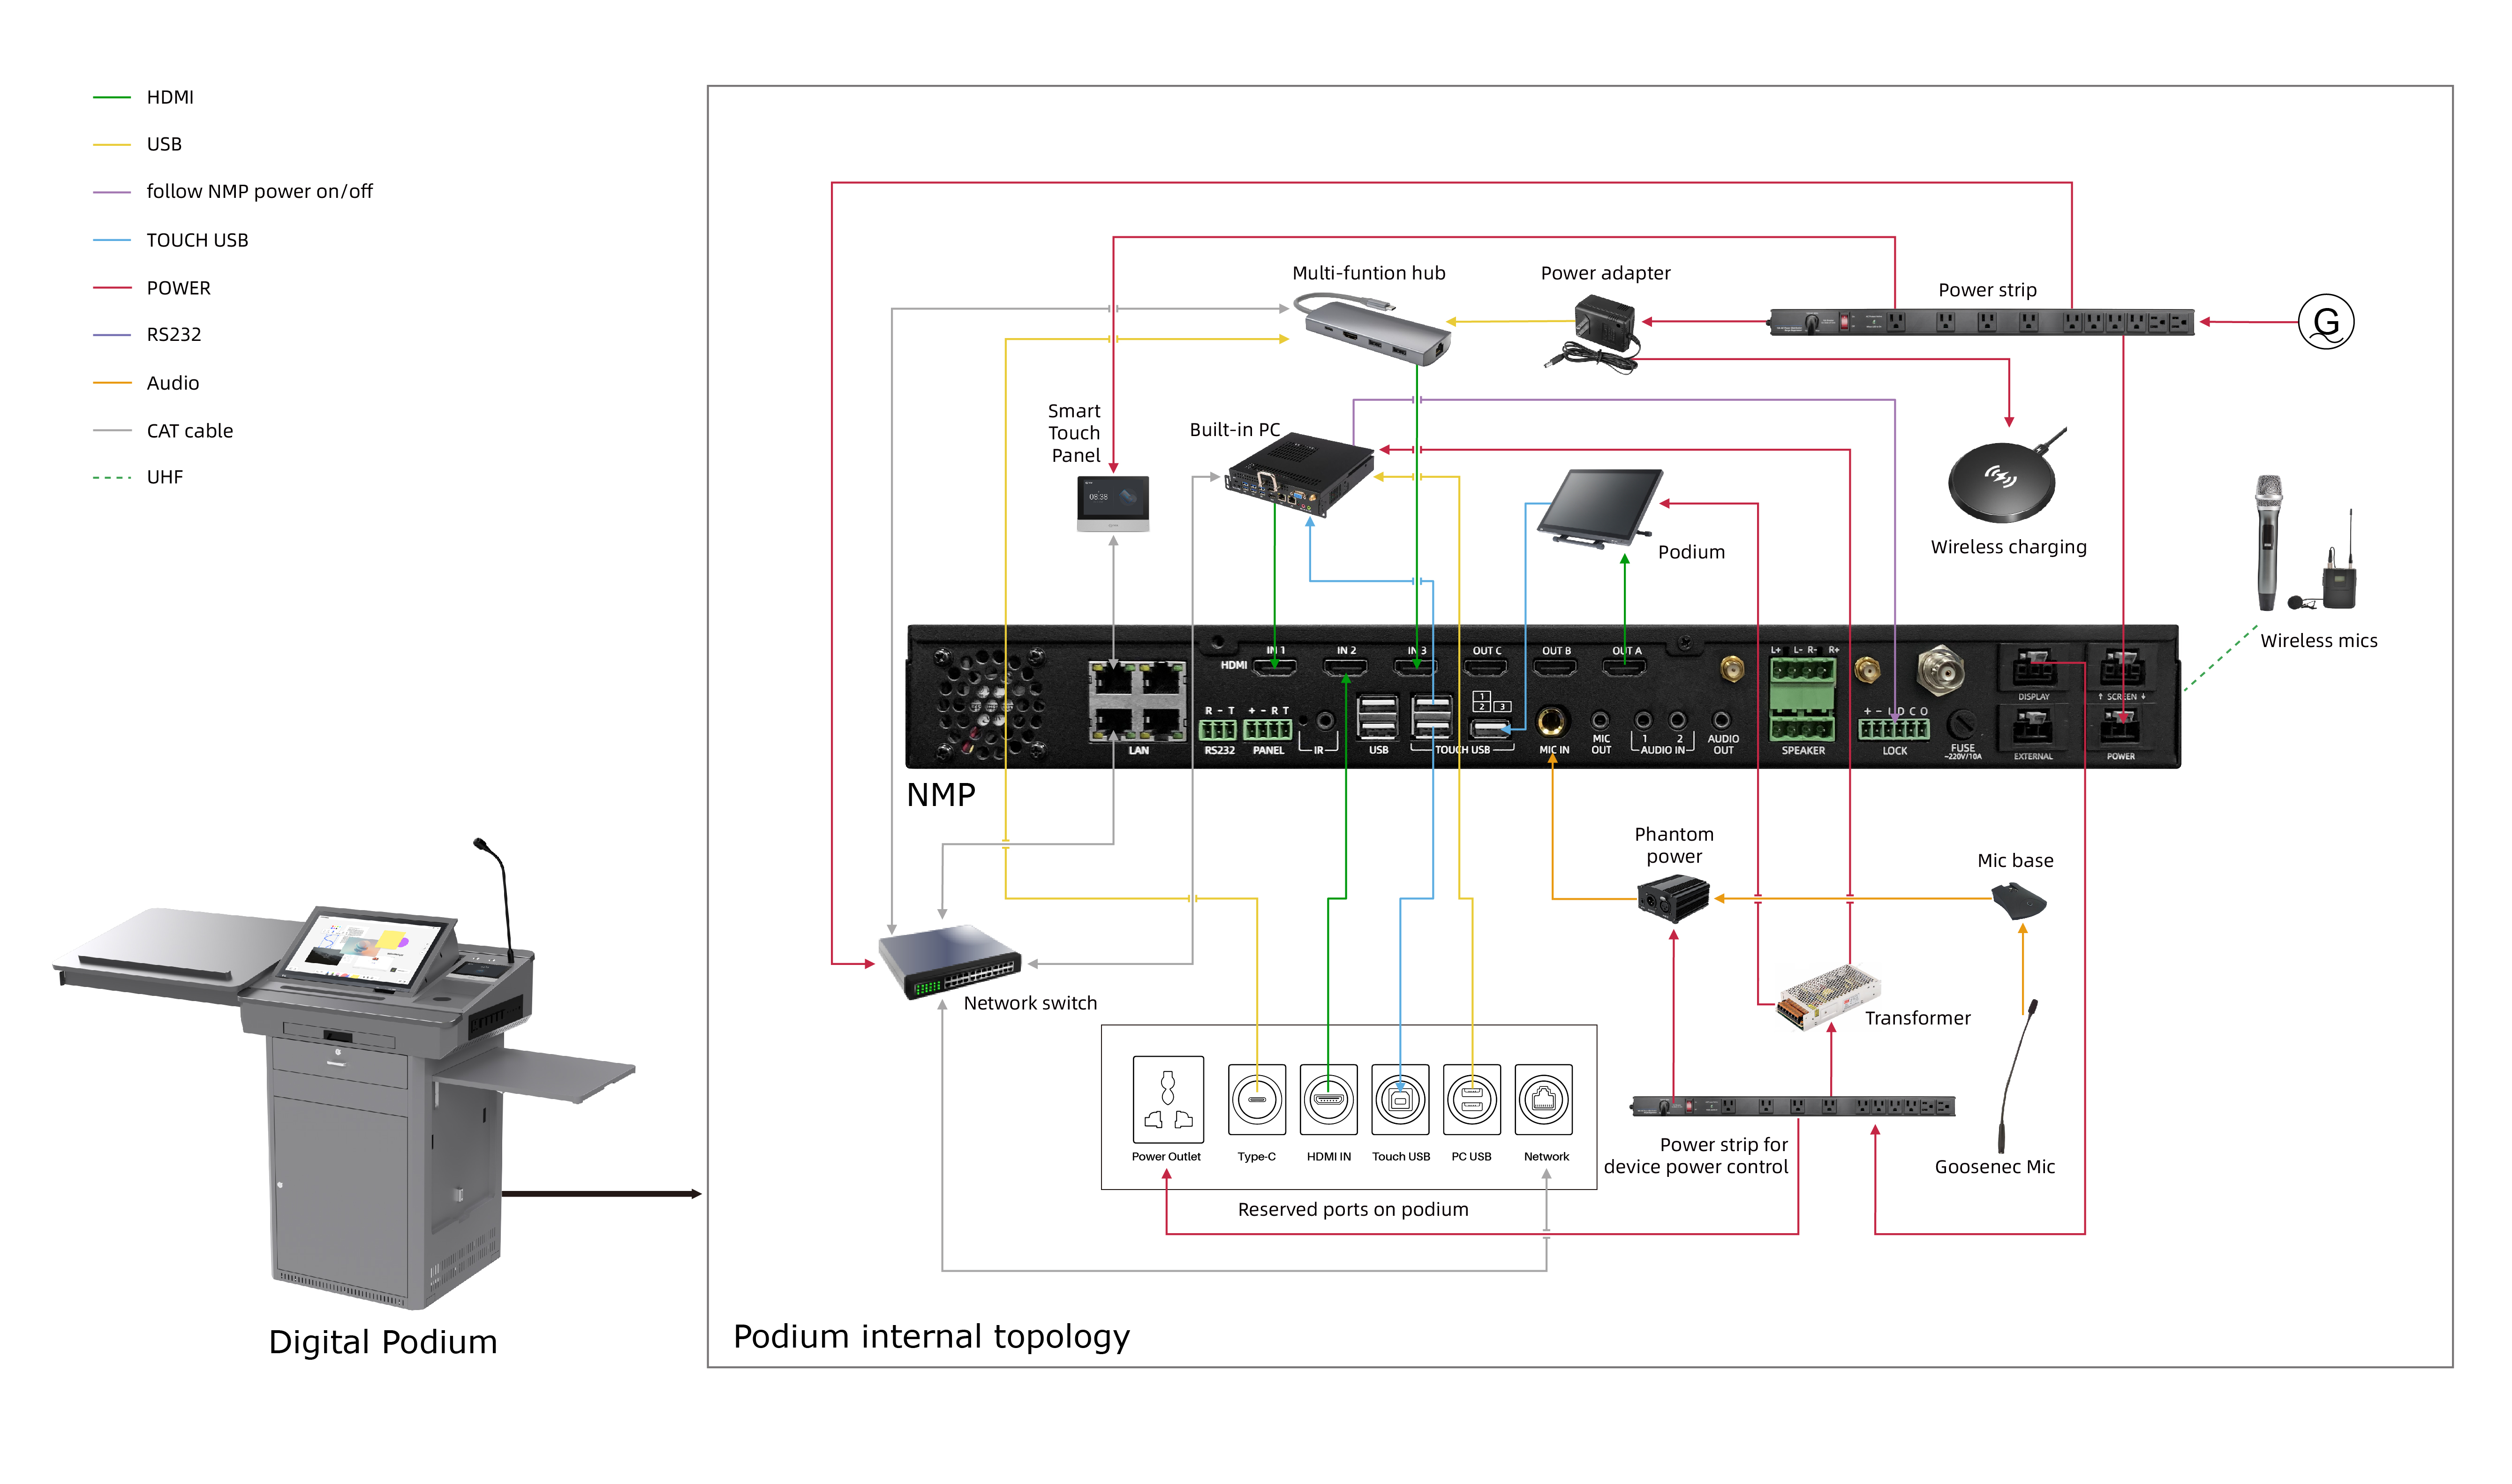 HDMI
USB
follow NMP power on/off
TOUCH USB
POWER
RS232
Audio
CAT cable
UHF
Multi-funtion hub
Power adapter
Power strip
G
Smart
Touch
Panel
Built-in PC
08:38
Podium
Wireless charging
Wireless mics
HDMI
IN 1
IN 2
IN 3
OUT C
OUT B
OUT A
L+ L- R- R+
DISPLAY
↑ SCREEN ↓
R - T
+ - R T
1
2 3
+ - U D C O
LAN
RS232
PANEL
IR
USB
TOUCH USB
MIC IN
MIC
OUT
1 2
AUDIO IN
AUDIO
OUT
SPEAKER
LOCK
FUSE
~220V/10A
EXTERNAL
POWER
NMP
Phantom
power
Mic base
Network switch
Transformer
Power Outlet
Type-C
HDMI IN
Touch USB
PC USB
Network
Reserved ports on podium
Power strip for
device power control
Goosenec Mic
Digital Podium
Podium internal topology